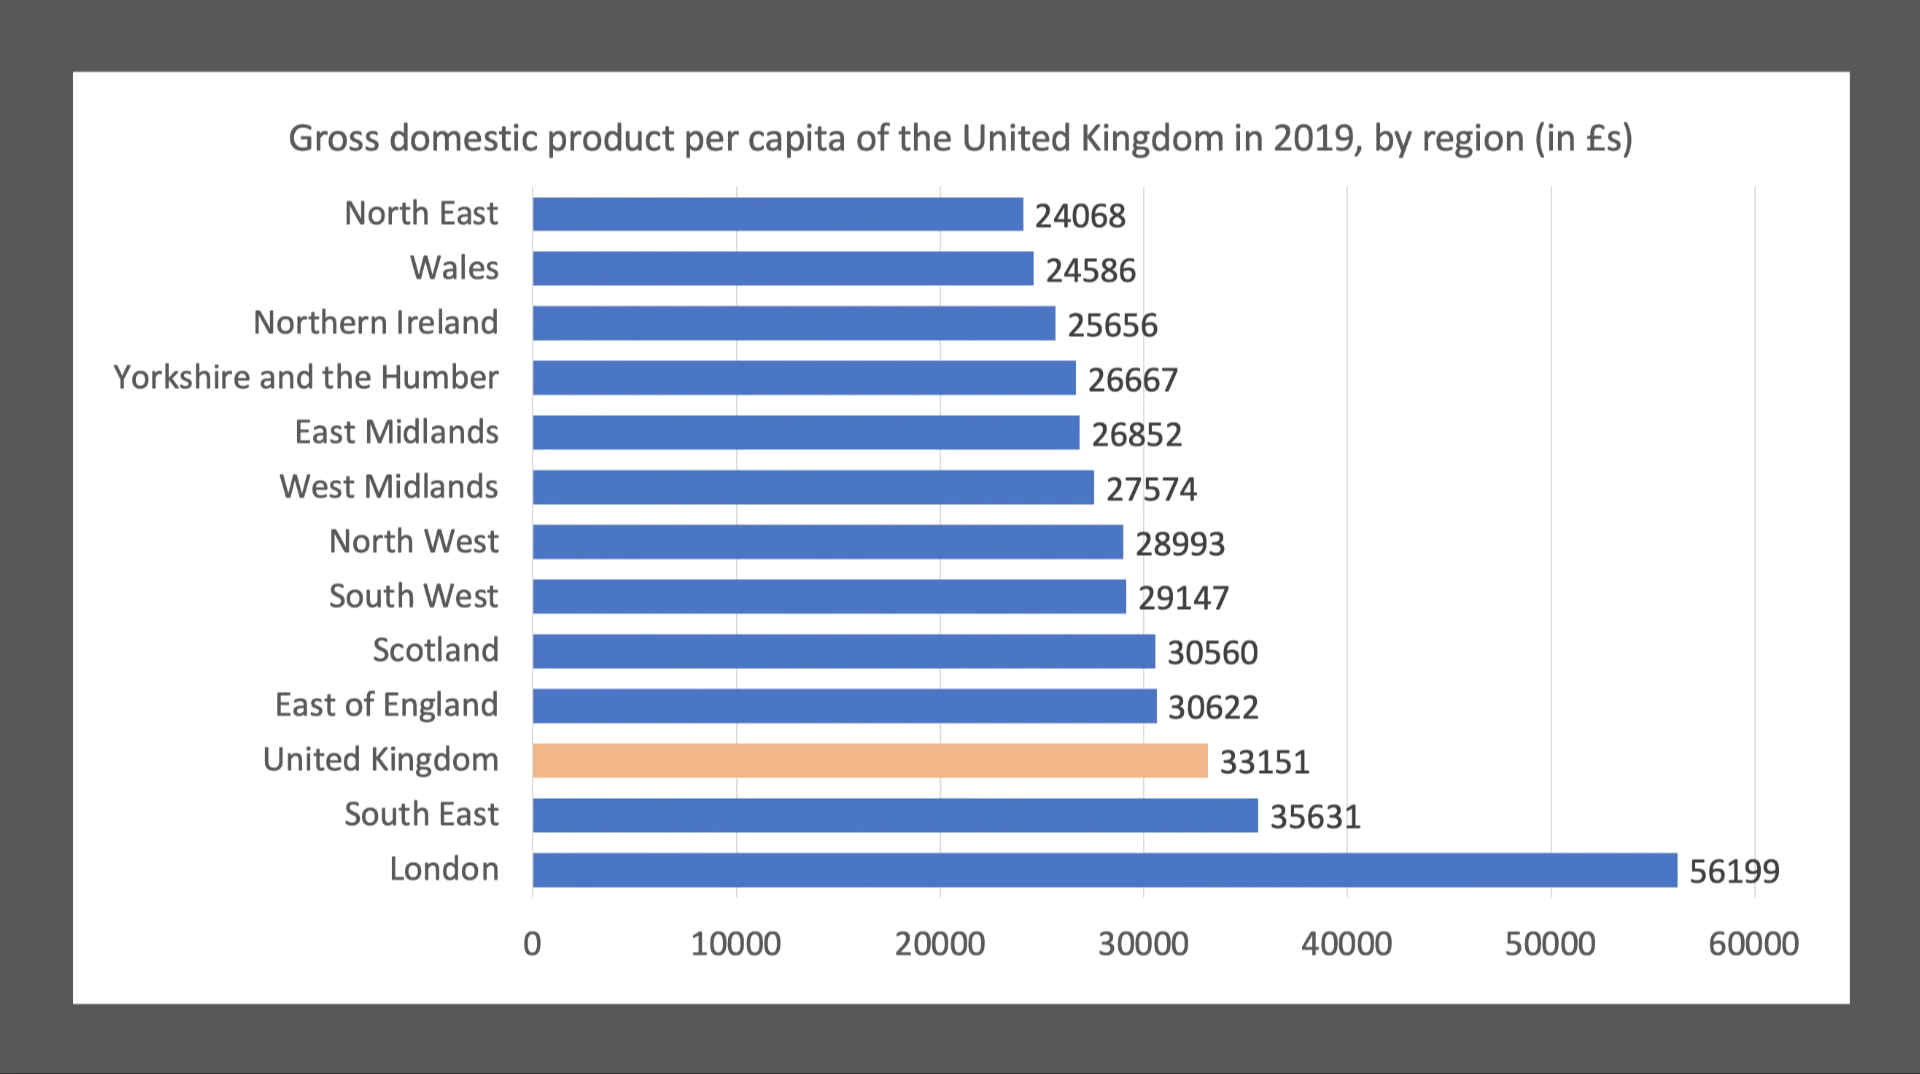 Gross domestic product per capita of the United Kingdom in 2019, by region (in £s)
North East 24068
Wales 24586
Northern Ireland 25656
Yorkshire and the Humber 26667
East Midlands 26852
West Midlands 27574
North West 28993
South West 29147
Scotland 30560
East of England 30622
United Kingdom 33151
South East 35631
London 56199
0 10000 20000 30000 40000 50000 60000